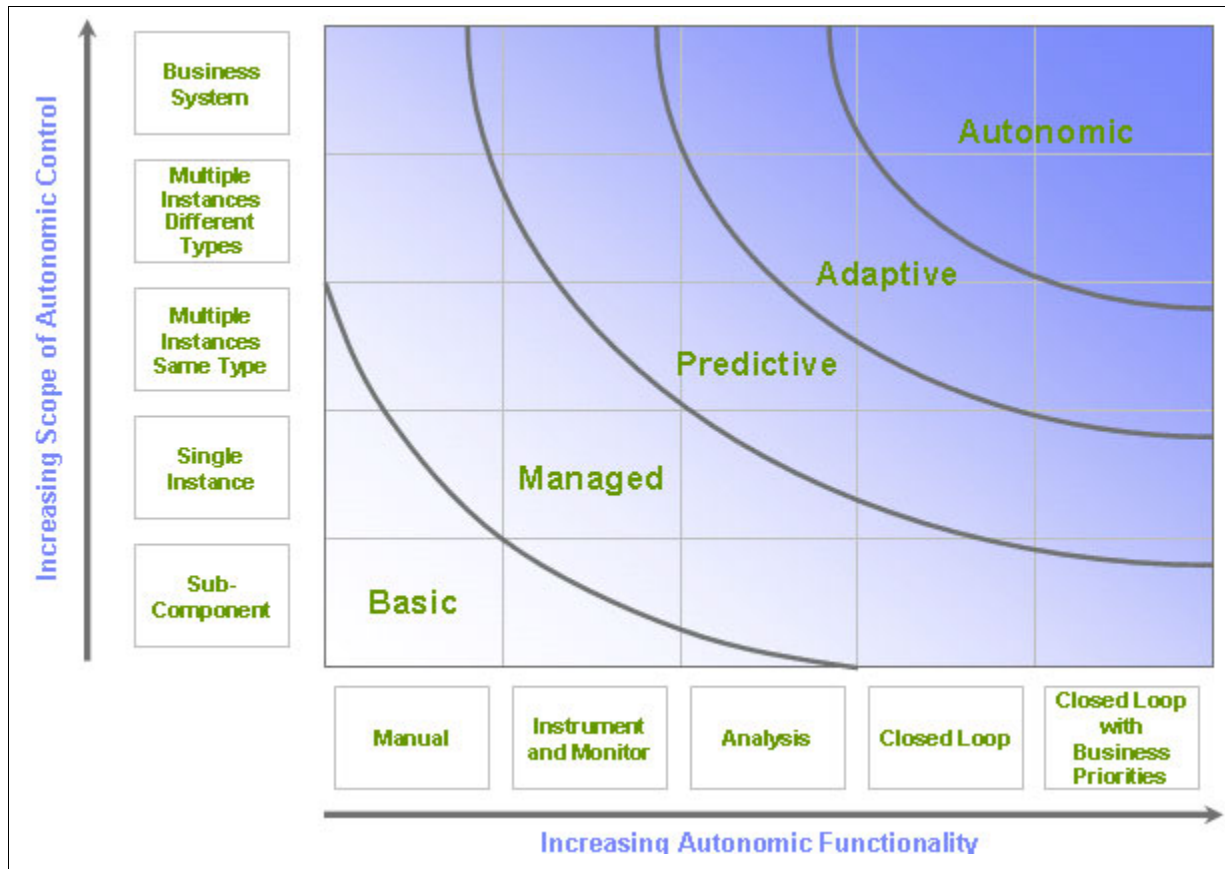 Increasing Scope of Autonomic Control
Business
System
Multiple
Instances
Different
Types
Multiple
Instances
Same Type
Single
Instance
Sub-
Component
Autonomic
Adaptive
Predictive
Managed
Basic
Manual
Instrument
and Monitor
Analysis
Closed Loop
Closed Loop
with
Business
Priorities
Increasing Autonomic Functionality